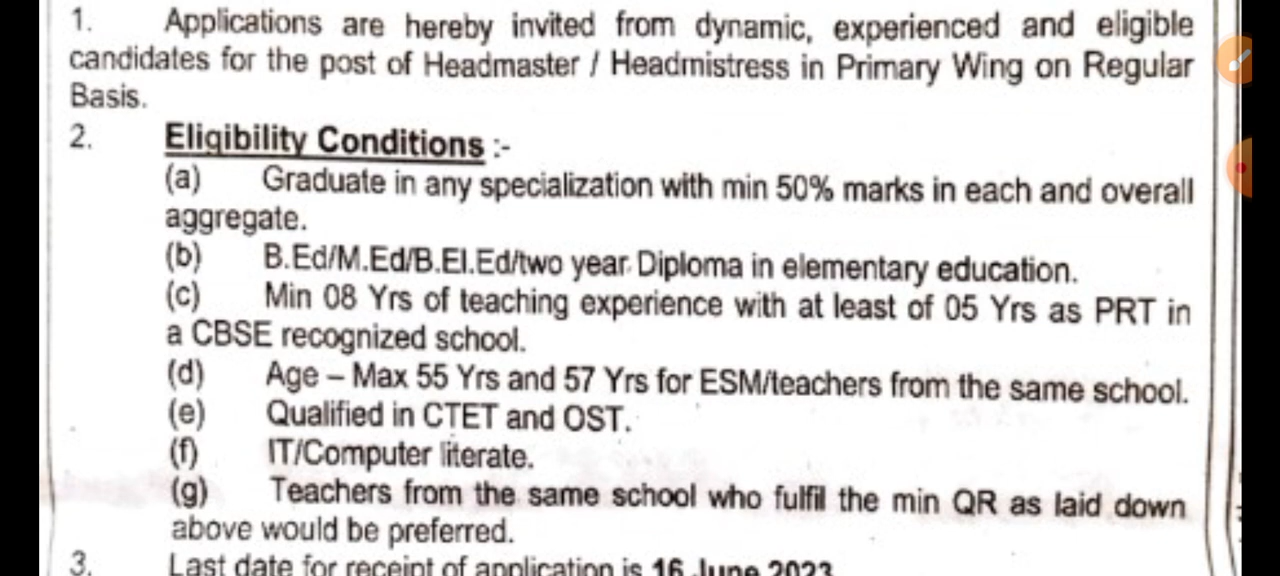 1. Applications are hereby invited from dynamic, experienced and eligible
candidates for the post of Headmaster / Headmistress in Primary Wing on Regular
Basis.
2. Eligibility Conditions :-
(a) Graduate in any specialization with min 50% marks in each and overall
aggregate.
(b) B.Ed/M.Ed/B.El.Ed/two year Diploma in elementary education.
(c) Min 08 Yrs of teaching experience with at least of 05 Yrs as PRT in
a CBSE recognized school.
(d) Age – Max 55 Yrs and 57 Yrs for ESM/teachers from the same school.
(e) Qualified in CTET and OST.
(f) IT/Computer literate.
(g) Teachers from the same school who fulfil the min QR as laid down
above would be preferred.
3. Last date for receipt of application is 16 June 2023